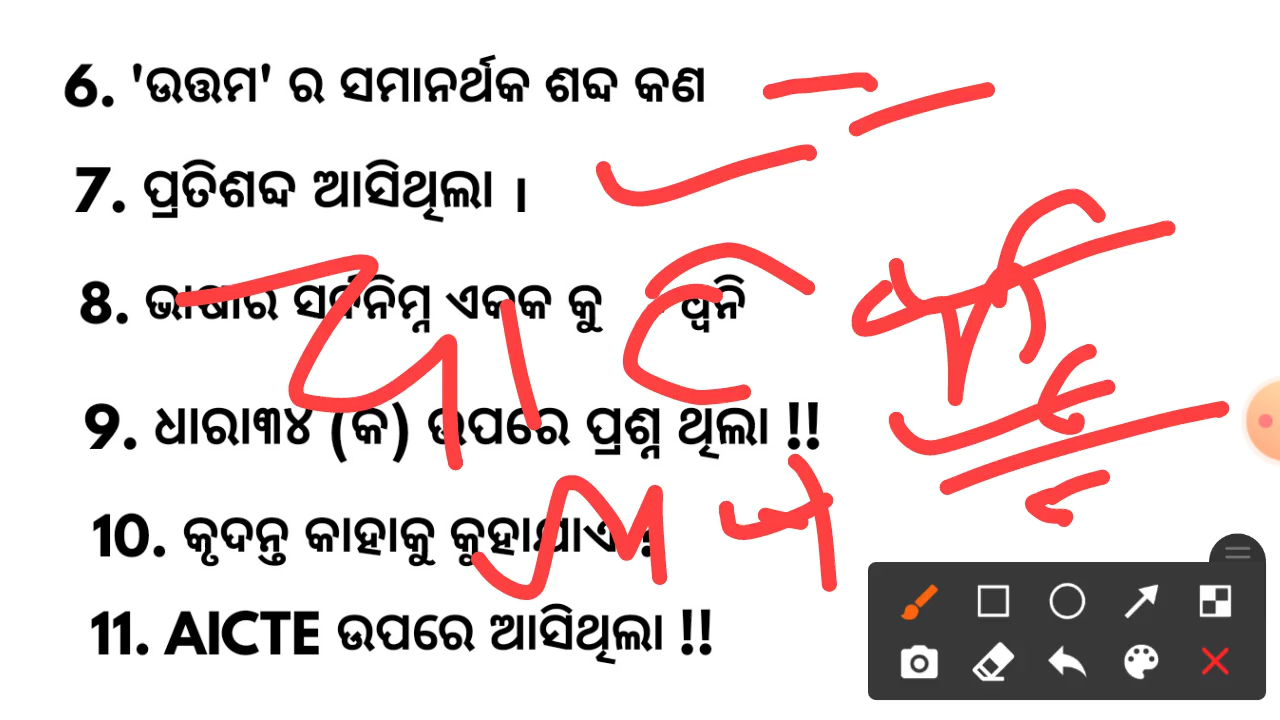 6. 'ଉତ୍ତମ' ର ସମାନର୍ଥକ ଶବ୍ଦ କଣ
7. ପ୍ରତିଶବ୍ଦ ଆସିଥିଲା ।
8. ଭାଷାର ସର୍ବନିମ୍ନ ଏକକ କୁ ଧ୍ୱନି
9. ଧାରା୩୪ (କ) ଉପରେ ପ୍ରଶ୍ନ ଥିଲା !!
10. କୃଦନ୍ତ କାହାକୁ କୁହାଯାଏ !!
11. AICTE ଉପରେ ଆସିଥିଲା !!